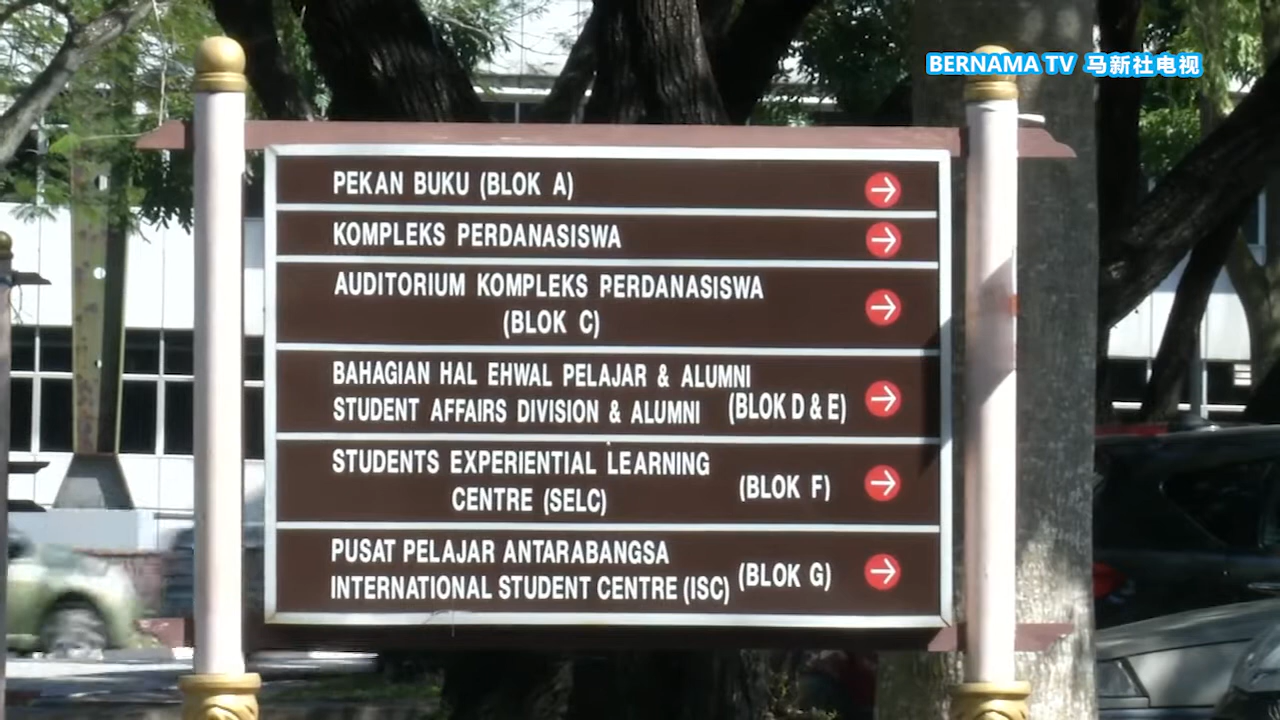 BERNAMA TV 马新社电视
PEKAN BUKU (BLOK A)
KOMPLEKS PERDANASISWA
AUDITORIUM KOMPLEKS PERDANASISWA
(BLOK C)
BAHAGIAN HAL EHWAL PELAJAR & ALUMNI
STUDENT AFFAIRS DIVISION & ALUMNI (BLOK D & E)
STUDENTS EXPERIENTIAL LEARNING
CENTRE (SELC) (BLOK F)
PUSAT PELAJAR ANTARABANGSA
INTERNATIONAL STUDENT CENTRE (ISC) (BLOK G)